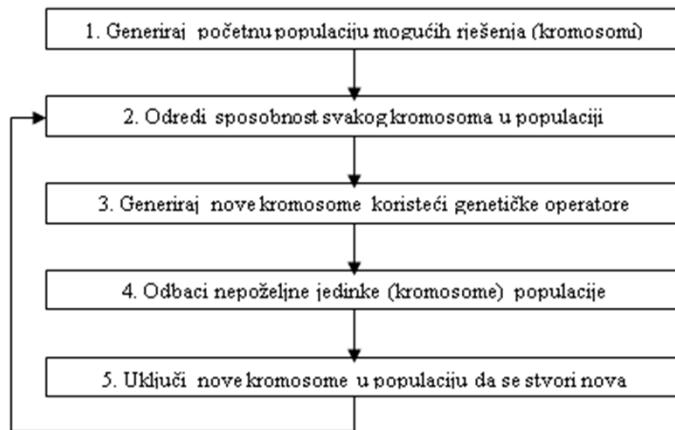 1. Generiraj početnu populaciju mogućih rješenja (kromosomi)
2. Odredi sposobnost svakog kromosoma u populaciji
3. Generiraj nove kromosome koristeći genetičke operatore
4. Odbaci nepoželjne jedinke (kromosome) populacije
5. Uključi nove kromosome u populaciju da se stvori nova